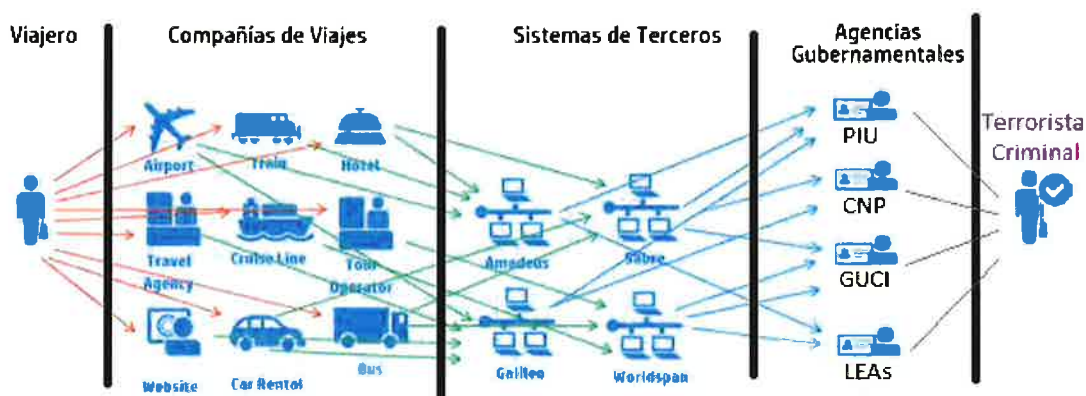 Viajero
Compañías de Viajes
Sistemas de Terceros
Agencias
Gubernamentales
Airport
Train
Hotel
Travel
Agency
Cruise Line
Tour
Operator
Website
Car Rental
Bus
Amadeus
Sabre
Galileo
Worldspan
PIU
CNP
GUCI
LEAs
Terrorista
Criminal